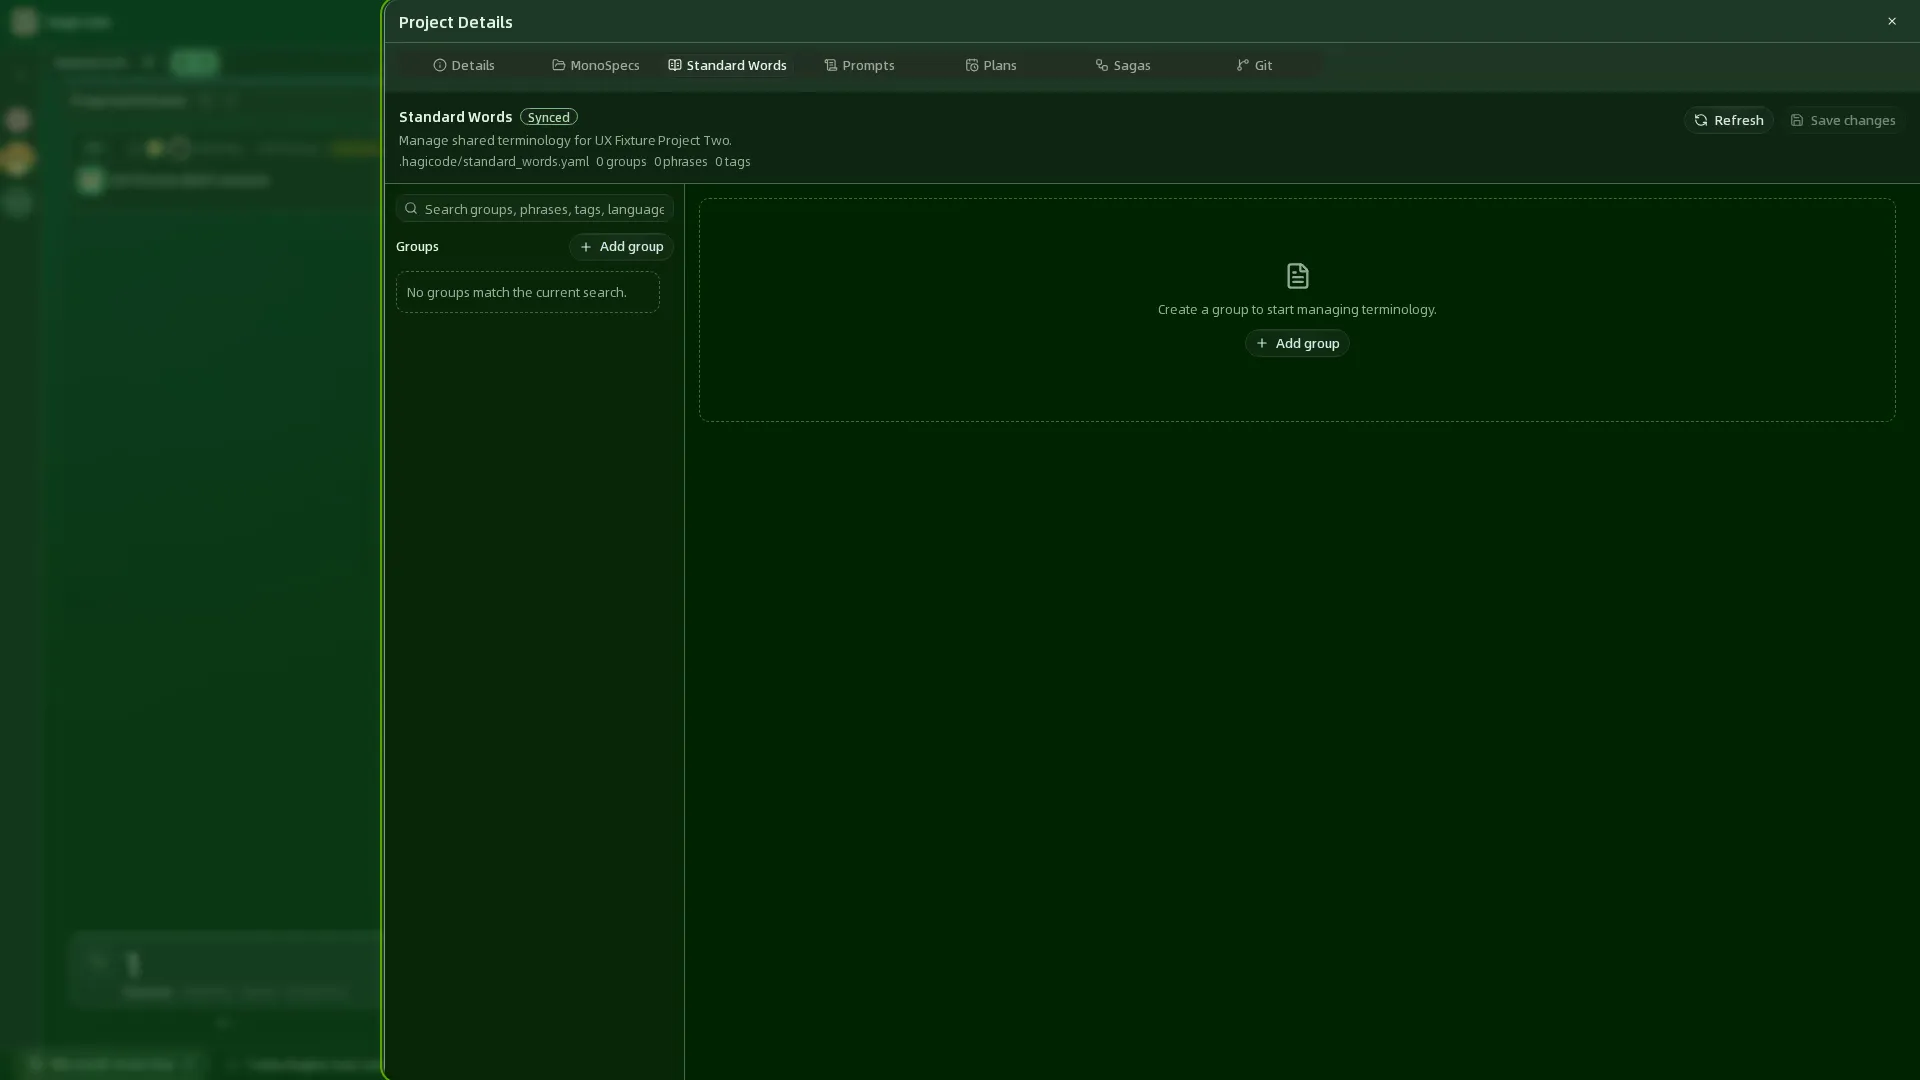 Project Details
Details
MonoSpecs
Standard Words
Prompts
Plans
Sagas
Git
Standard Words Synced
Refresh
Save changes
Manage shared terminology for UX Fixture Project Two.
.hagicode/standard_words.yaml 0 groups 0 phrases 0 tags
Search groups, phrases, tags, language
Groups
Add group
No groups match the current search.
Create a group to start managing terminology.
Add group